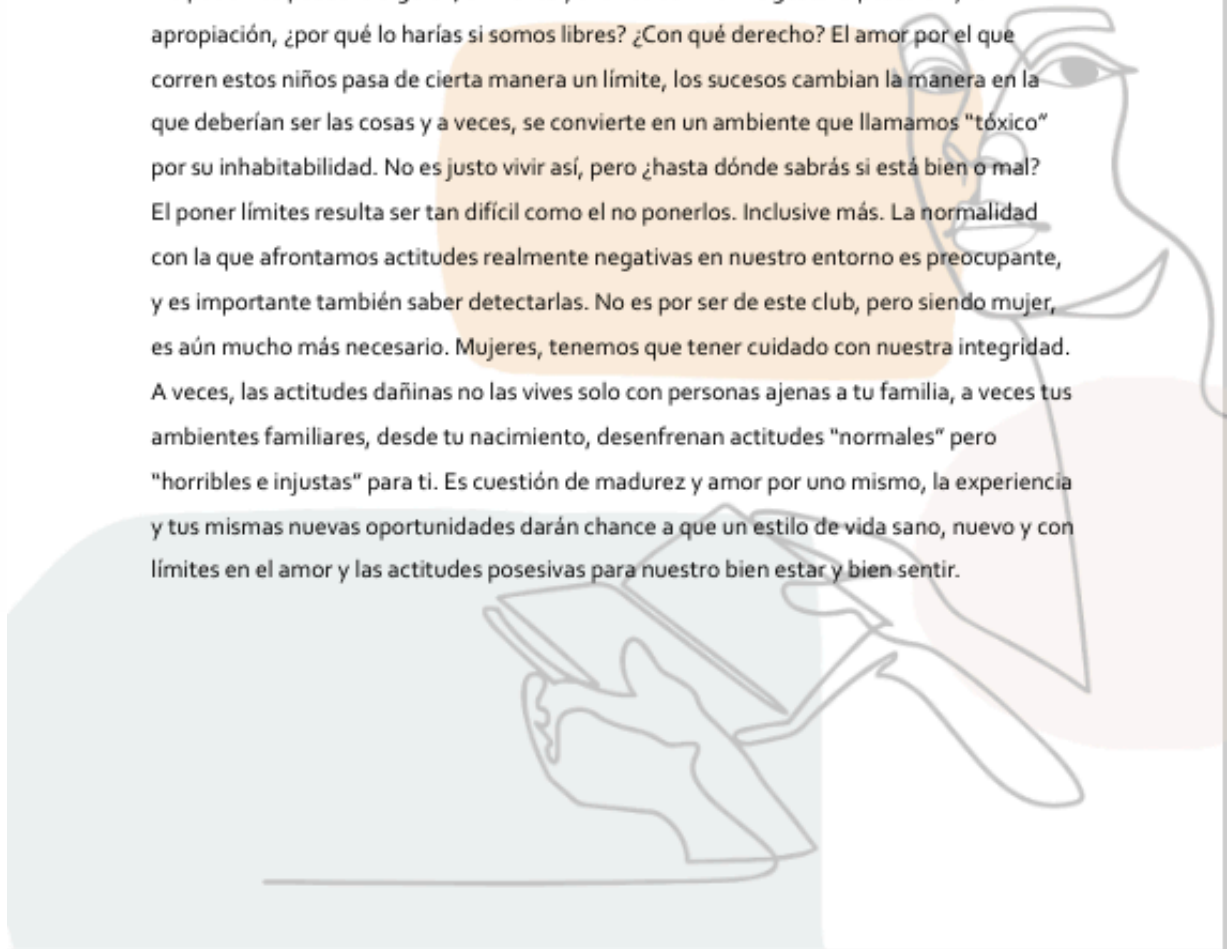 apropiación, ¿por qué lo harías si somos libres? ¿Con qué derecho? El amor por el que
corren estos niños pasa de cierta manera un límite, los sucesos cambian la manera en la
que deberían ser las cosas y a veces, se convierte en un ambiente que llamamos "tóxico"
por su inhabitabilidad. No es justo vivir así, pero ¿hasta dónde sabrás si está bien o mal?
El poner límites resulta ser tan difícil como el no ponerlos. Inclusive más. La normalidad
con la que afrontamos actitudes realmente negativas en nuestro entorno es preocupante,
y es importante también saber detectarlas. No es por ser de este club, pero siendo mujer,
es aún mucho más necesario. Mujeres, tenemos que tener cuidado con nuestra integridad.
A veces, las actitudes dañinas no las vives solo con personas ajenas a tu familia, a veces tus
ambientes familiares, desde tu nacimiento, desenfrenan actitudes "normales" pero
"horribles e injustas" para ti. Es cuestión de madurez y amor por uno mismo, la experiencia
y tus mismas nuevas oportunidades darán chance a que un estilo de vida sano, nuevo y con
límites en el amor y las actitudes posesivas para nuestro bien estar y bien sentir.